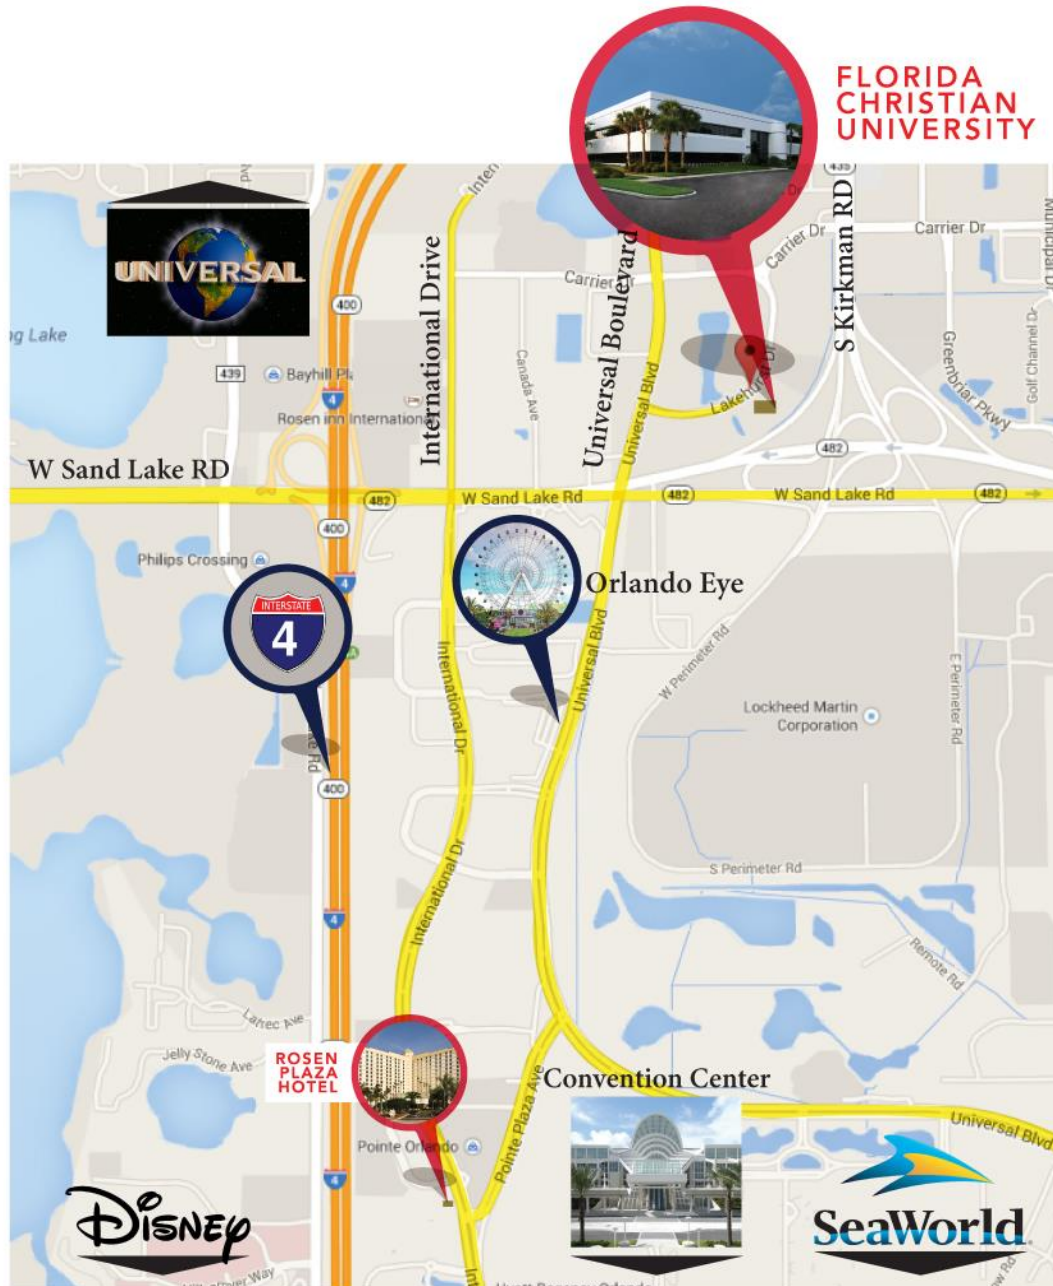 FLORIDA
CHRISTIAN
UNIVERSITY
435
S Kirkman RD
Carrier Dr
Carrier Dr
Carrier Dr
Municipal Dr
UNIVERSAL
International Drive
Universal Boulevard
400
439
Bayhill Pla
4
Rosen inn International
Canada Ave
Universal Blvd
Lakehurst Dr
Greenbriar Pkwy
Golf Channel Dr
482
W Sand Lake RD
482
W Sand Lake Rd
482
W Sand Lake Rd
482
400
Philips Crossing
4
INTERSTATE
4
Orlando Eye
Universal Blvd
International Dr
W Perimeter Rd
E Perimeter Rd
Lockheed Martin
Corporation
400
International Dr
S Perimeter Rd
4
Remote Rd
Jelly Stone Ave
ROSEN
PLAZA
HOTEL
Convention Center
Pointe Plaza Ave
Pointe Orlando
Universal Blvd
4
Disney
SeaWorld